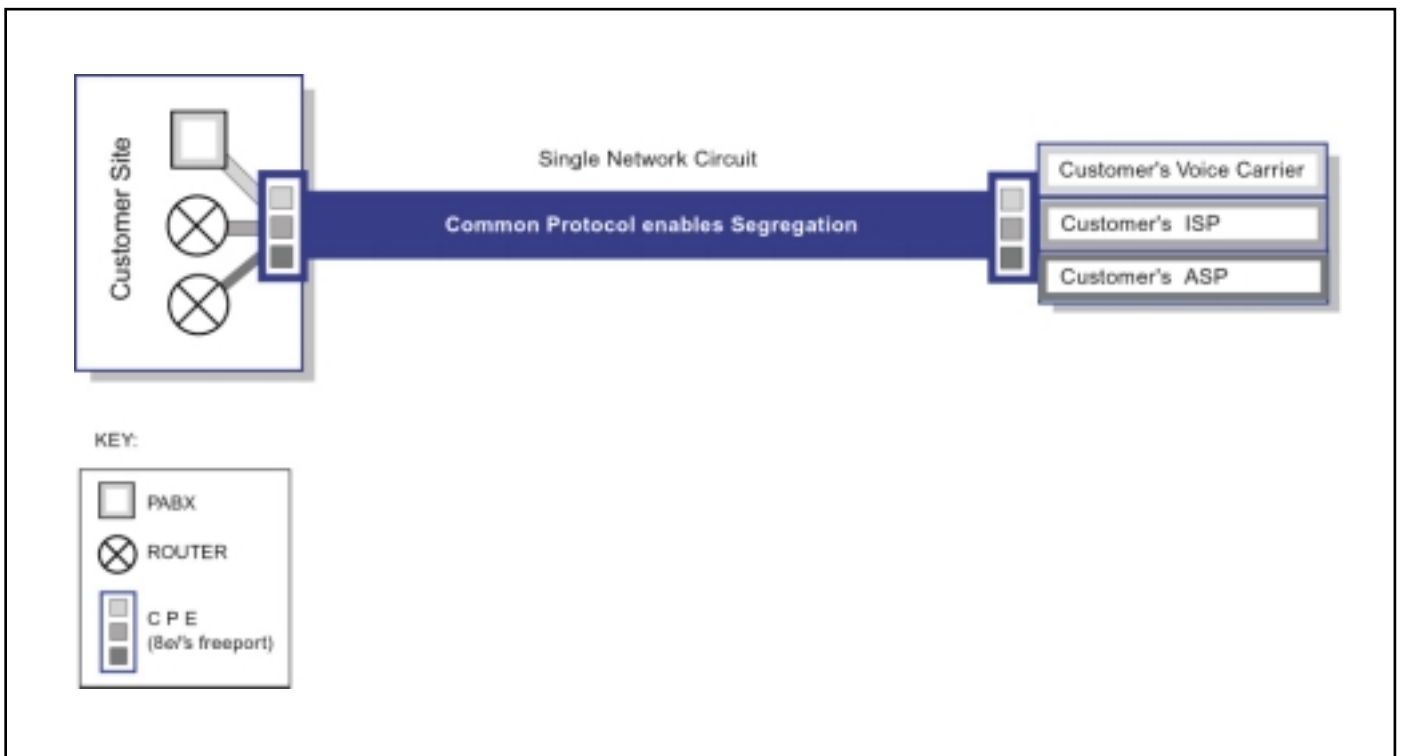 Customer Site
Single Network Circuit
Common Protocol enables Segregation
Customer's Voice Carrier
Customer's ISP
Customer's ASP
KEY:
PABX
ROUTER
C P E
(8el's freeport)